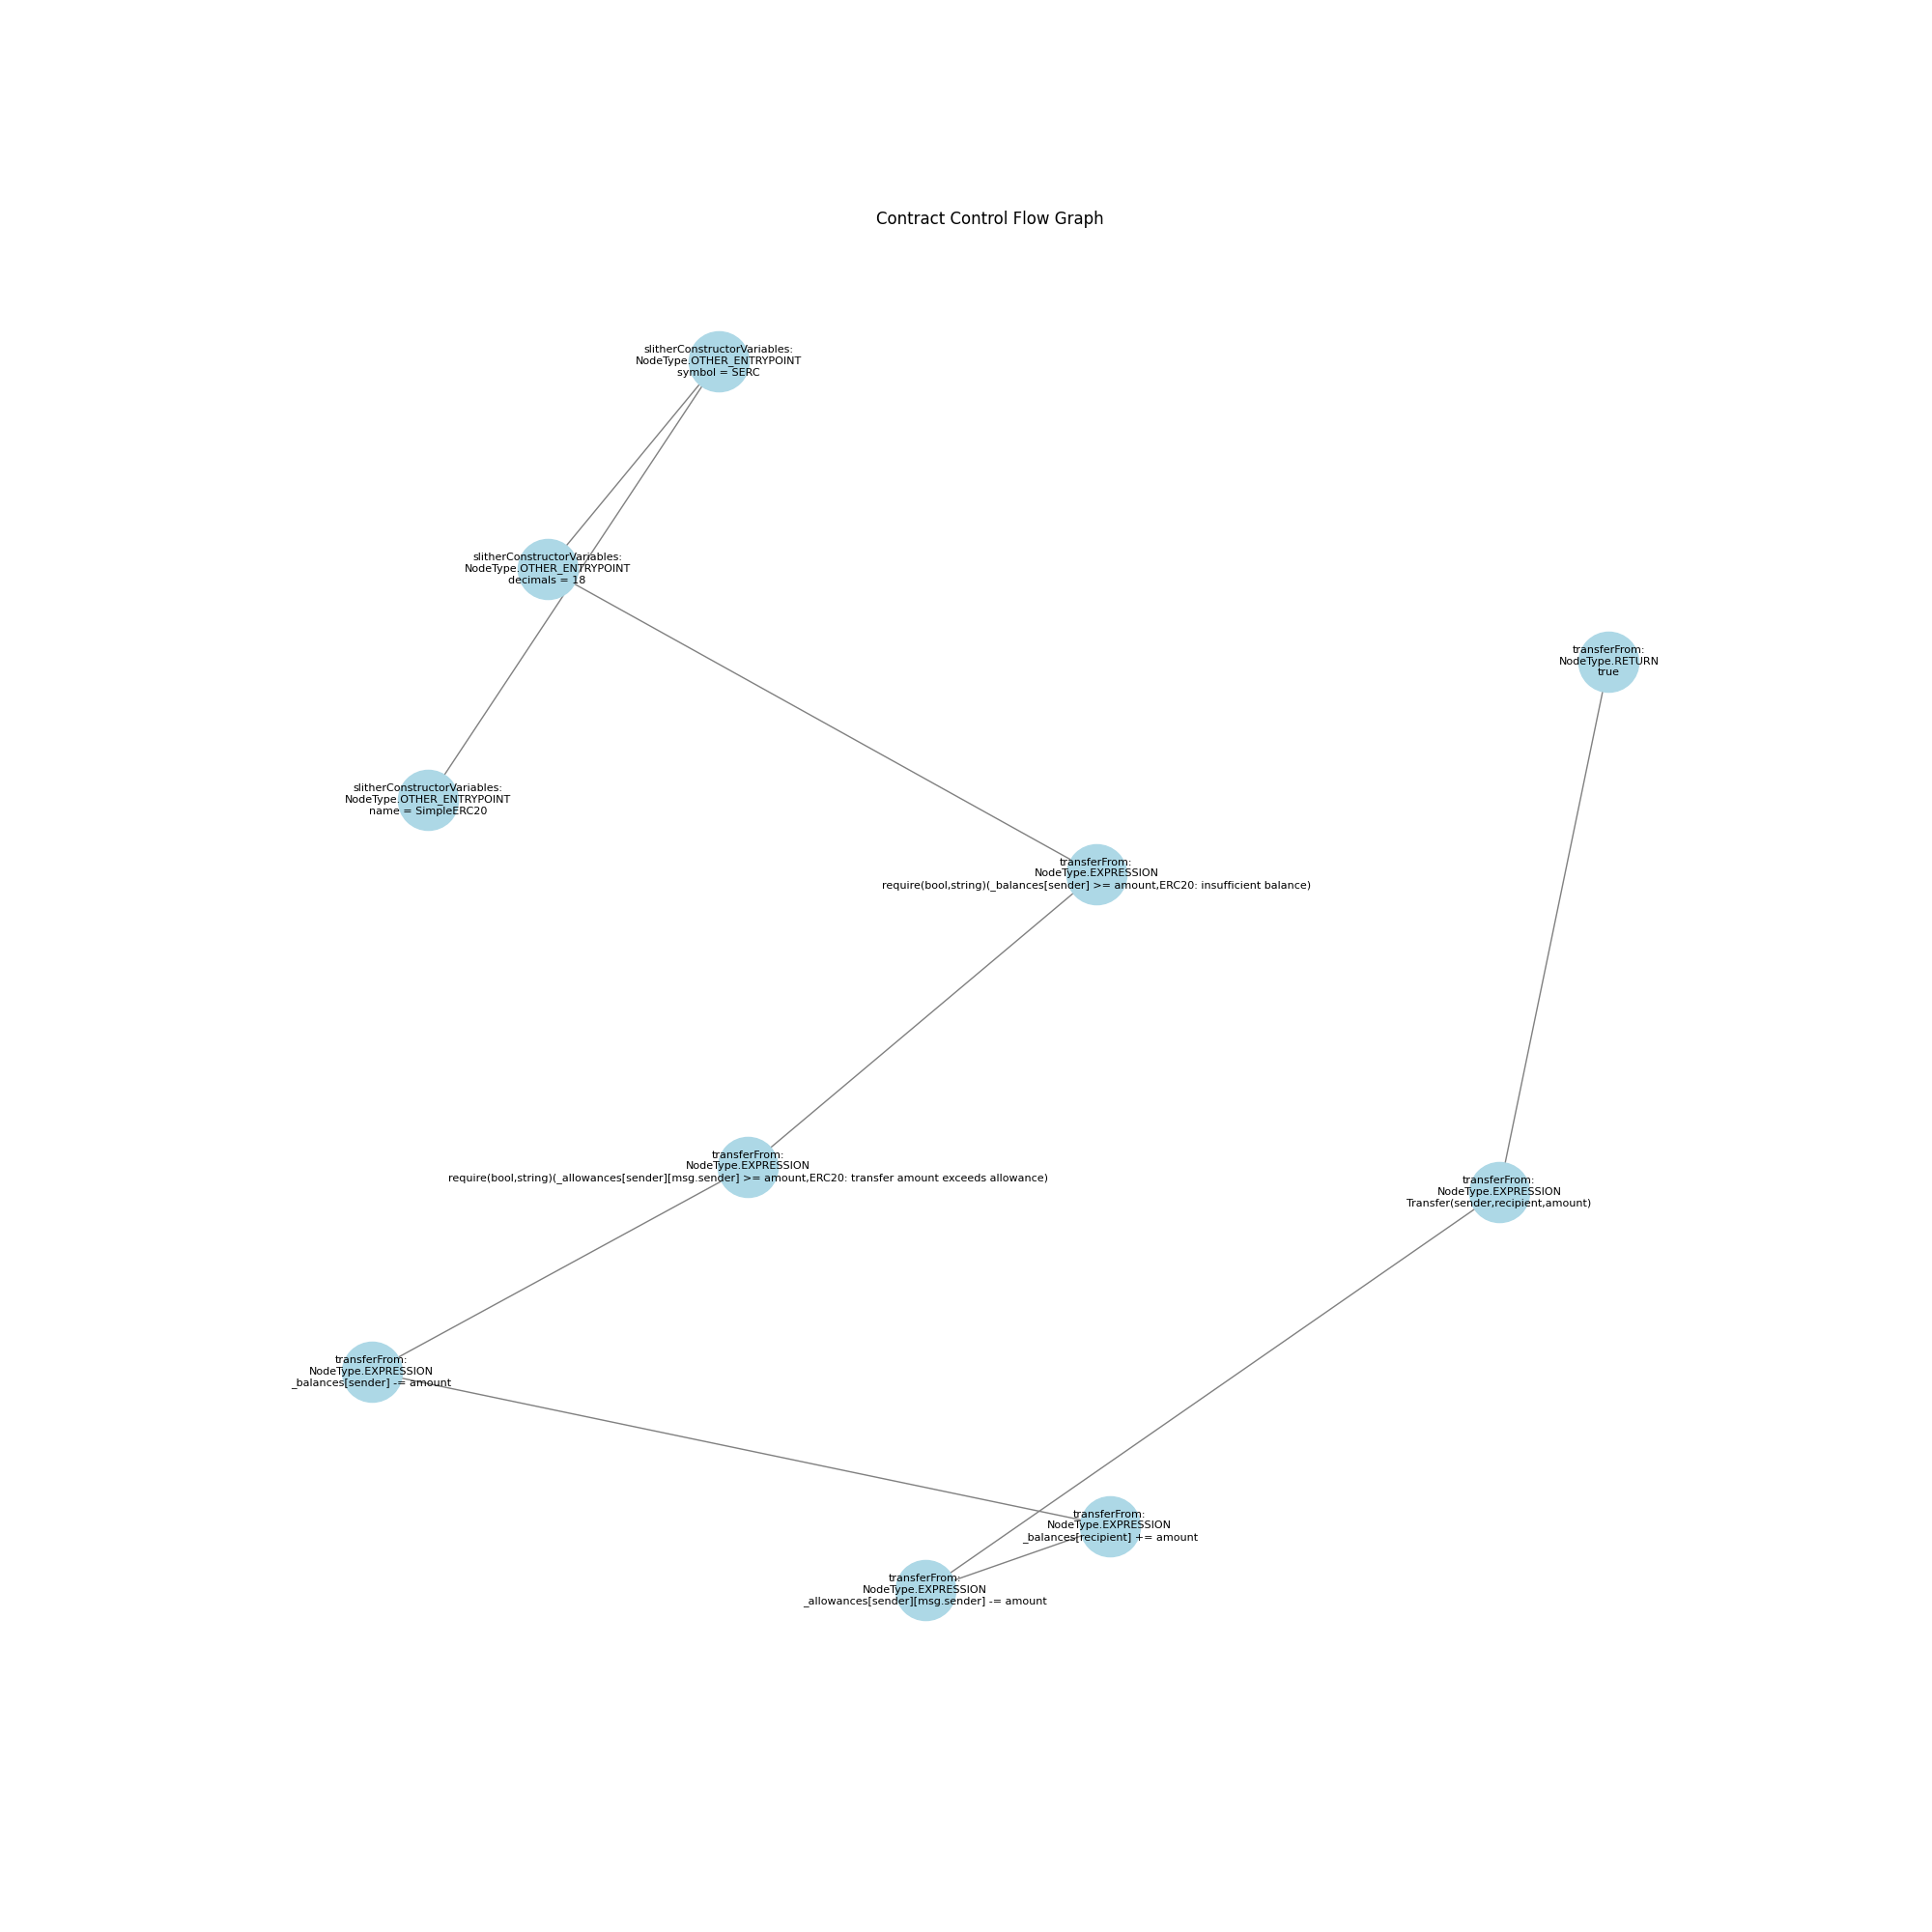 Contract Control Flow Graph
slitherConstructorVariables:
NodeType.OTHER_ENTRYPOINT
symbol = SERC
slitherConstructorVariables:
NodeType.OTHER_ENTRYPOINT
decimals = 18
transferFrom:
NodeType.RETURN
true
slitherConstructorVariables:
NodeType.OTHER_ENTRYPOINT
name = SimpleERC20
transferFrom:
NodeType.EXPRESSION
require(bool,string)(_balances[sender] >= amount,ERC20: insufficient balance)
transferFrom:
NodeType.EXPRESSION
require(bool,string)(_allowances[sender][msg.sender] >= amount,ERC20: transfer amount exceeds allowance)
transferFrom:
NodeType.EXPRESSION
Transfer(sender,recipient,amount)
transferFrom:
NodeType.EXPRESSION
_balances[sender] -= amount
transferFrom:
NodeType.EXPRESSION
_balances[recipient] += amount
transferFrom:
NodeType.EXPRESSION
_allowances[sender][msg.sender] -= amount